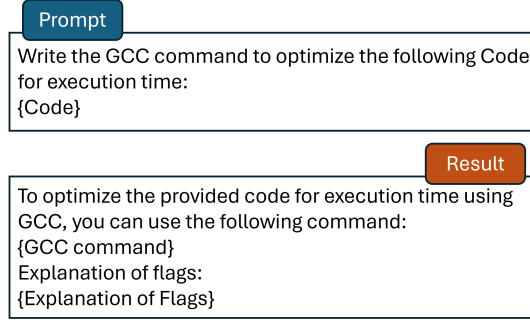 Prompt
Write the GCC command to optimize the following Code
for execution time:
{Code}
Result
To optimize the provided code for execution time using
GCC, you can use the following command:
{GCC command}
Explanation of flags:
{Explanation of Flags}